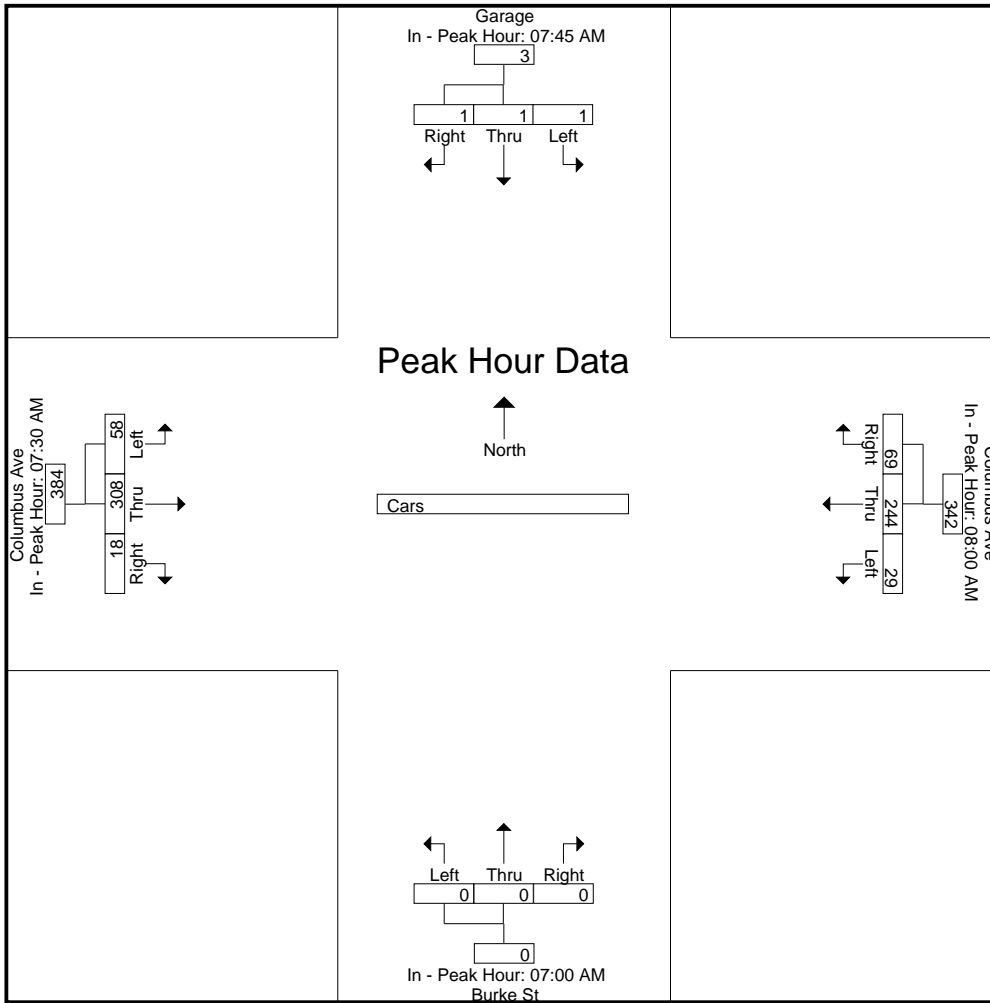 Garage
In - Peak Hour: 07:45 AM
3
1 1 1
Right Thru Left
Peak Hour Data
North
Cars
Columbus Ave
In - Peak Hour: 07:30 AM
384
58 308 18
Left Thru Right
Right Thru Left
69 244 29
342
In - Peak Hour: 08:00 AM
Columbus Ave
Left Thru Right
0 0 0
0
In - Peak Hour: 07:00 AM
Burke St